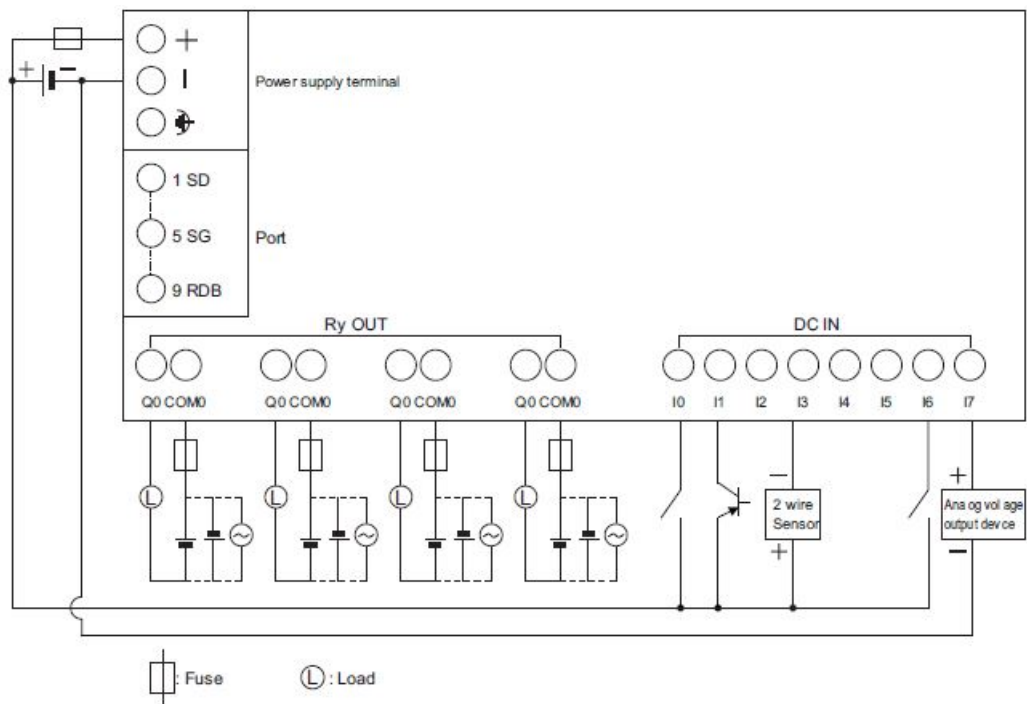 +
+ − −
Power supply terminal
1 SD
5 SG
Port
9 RDB
Ry OUT
DC IN
Q0 COM0 Q0 COM0 Q0 COM0 Q0 COM0 I0 I1 I2 I3 I4 I5 I6 I7
L L L L
− +
2 wire
Sensor
Ana og vol age
output dev ce
+ −
: Fuse
L : Load